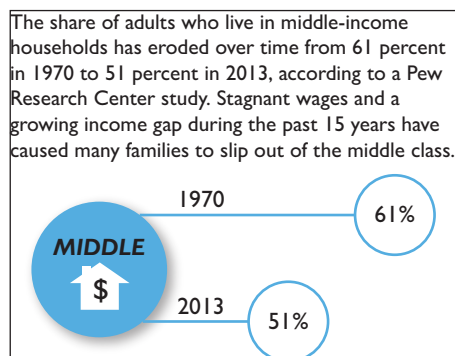 The share of adults who live in middle-income
households has eroded over time from 61 percent
in 1970 to 51 percent in 2013, according to a Pew
Research Center study. Stagnant wages and a
growing income gap during the past 15 years have
caused many families to slip out of the middle class.
1970
61%
MIDDLE
$
2013
51%